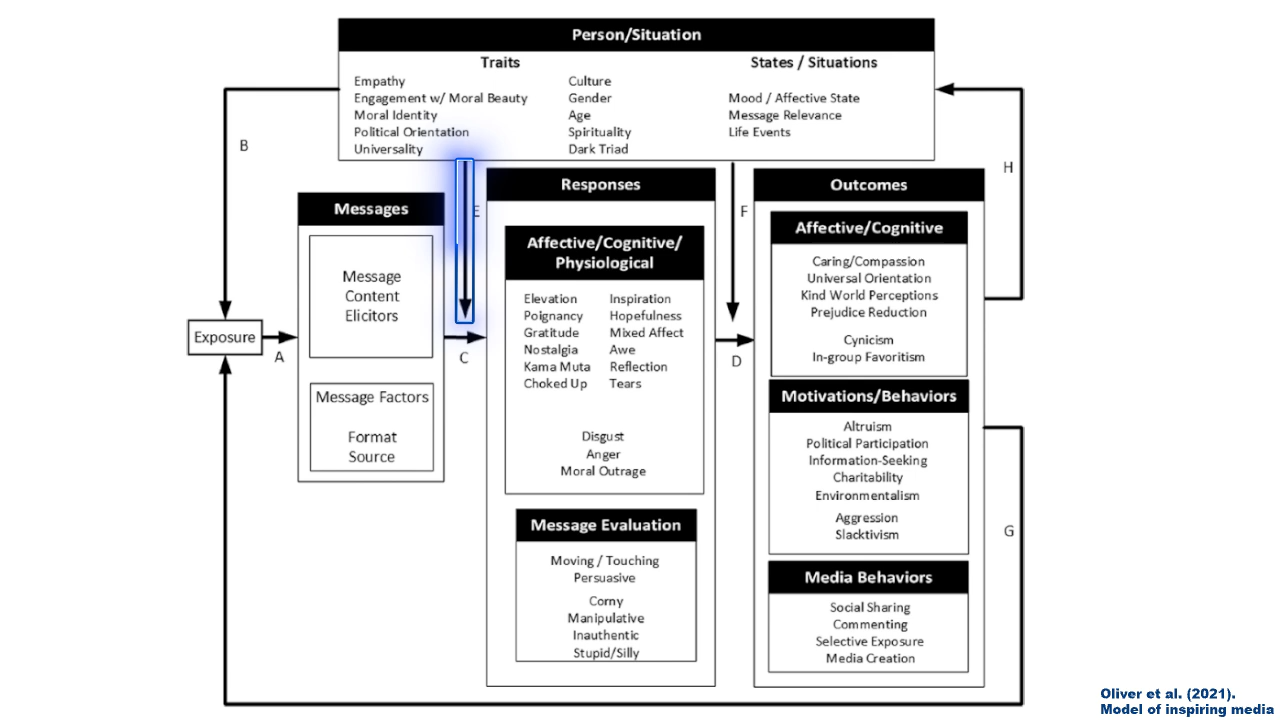 Person/Situation
Traits
States / Situations
Empathy
Engagement w/ Moral Beauty
Moral Identity
Political Orientation
Universality
Culture
Gender
Age
Spirituality
Dark Triad
Mood / Affective State
Message Relevance
Life Events
B
E
F
H
Messages
Message
Content
Elicitors
Message Factors
Format
Source
Exposure
A
C
D
Responses
Affective/Cognitive/
Physiological
Elevation
Poignancy
Gratitude
Nostalgia
Kama Muta
Choked Up
Inspiration
Hopefulness
Mixed Affect
Awe
Reflection
Tears
Disgust
Anger
Moral Outrage
Message Evaluation
Moving / Touching
Persuasive
Corny
Manipulative
Inauthentic
Stupid/Silly
Outcomes
Affective/Cognitive
Caring/Compassion
Universal Orientation
Kind World Perceptions
Prejudice Reduction
Cynicism
In-group Favoritism
Motivations/Behaviors
Altruism
Political Participation
Information-Seeking
Charitability
Environmentalism
Aggression
Slacktivism
Media Behaviors
Social Sharing
Commenting
Selective Exposure
Media Creation
G
Oliver et al. (2021).
Model of inspiring media